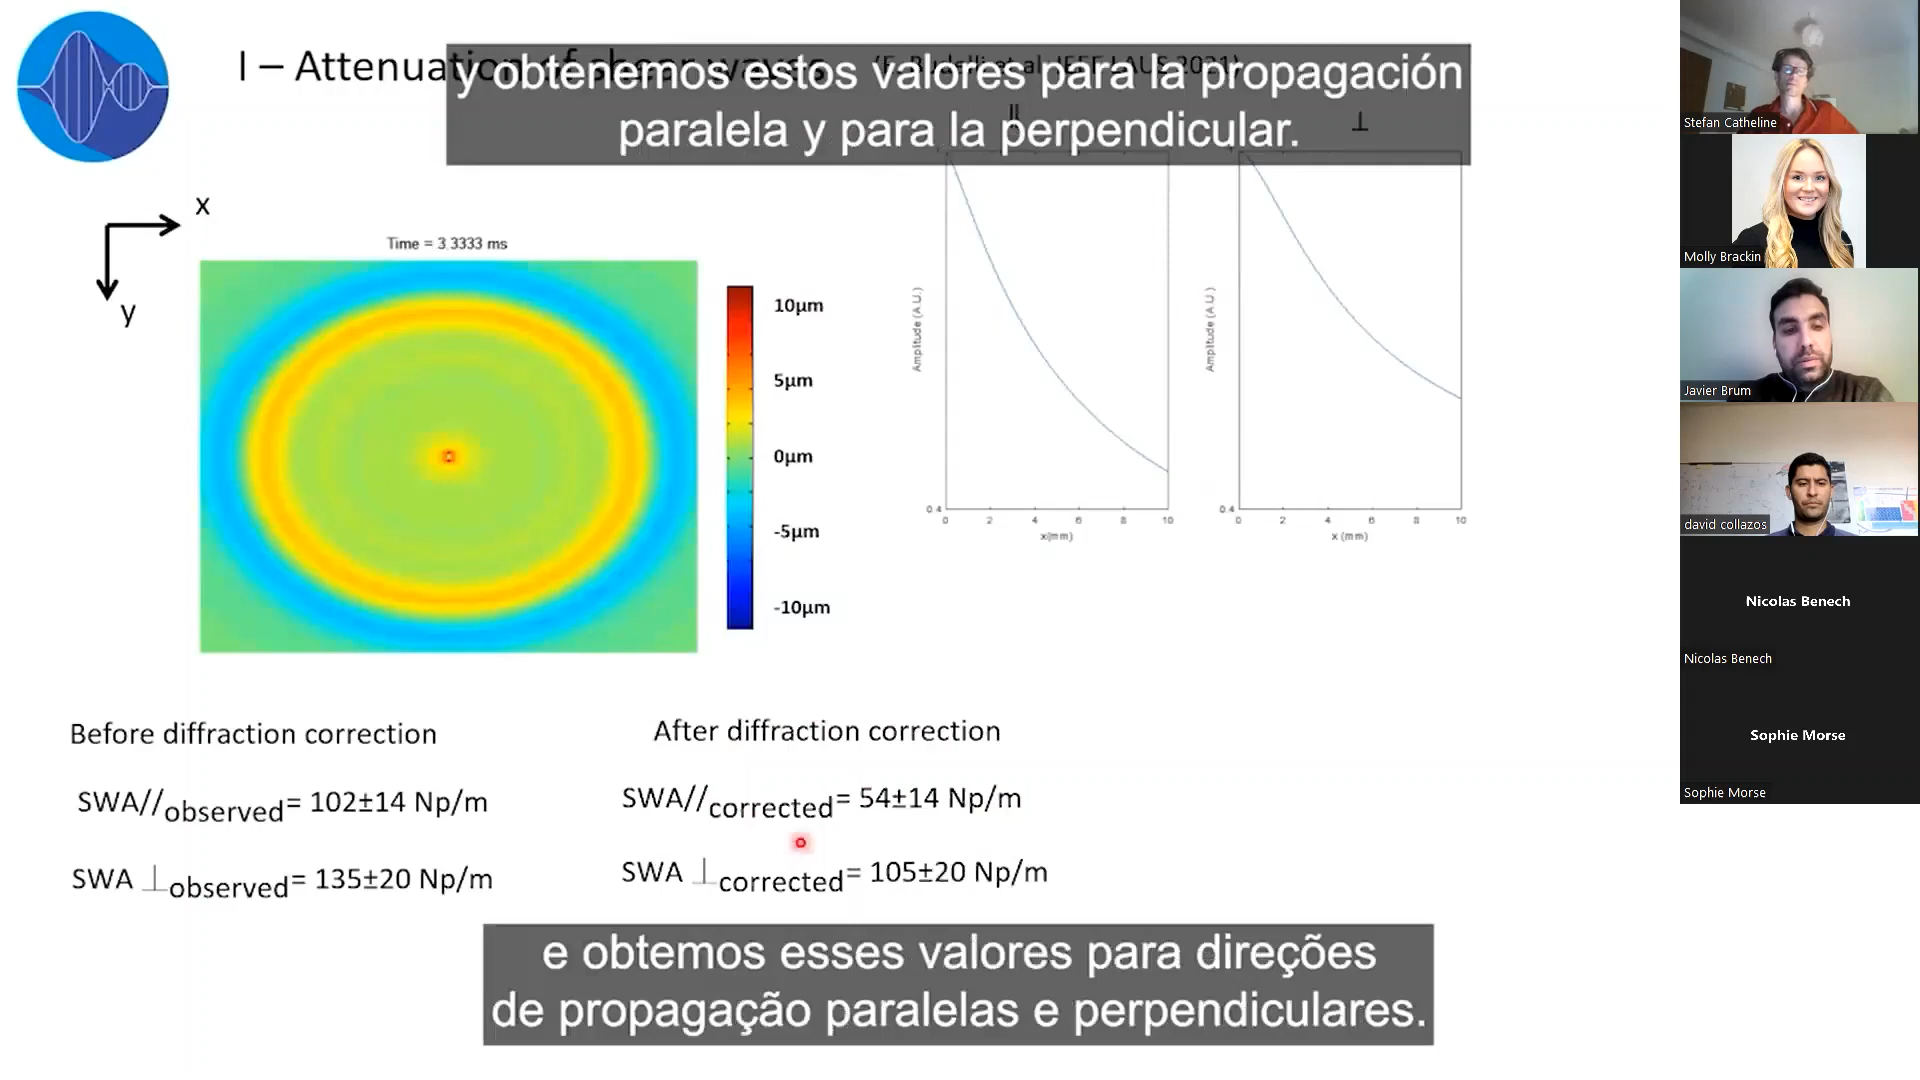 I – Attenuation of shear waves
y obtenemos estos valores para la propagación
paralela y para la perpendicular.
||
⊥
x
y
Time = 3.3333 ms
10µm
5µm
0µm
-5µm
-10µm
Amplitude (A.U.)
0.4
0 2 4 6 8 10
x(mm)
Amplitude (A.U.)
0.4
0 2 4 6 8 10
x (mm)
Before diffraction correction
SWA//observed= 102±14 Np/m
SWA ⊥observed= 135±20 Np/m
After diffraction correction
SWA//corrected= 54±14 Np/m
SWA ⊥corrected= 105±20 Np/m
e obtemos esses valores para direções
de propagação paralelas e perpendiculares.
Stefan Catheline
Molly Brackin
Javier Brum
david collazos
Nicolas Benech
Nicolas Benech
Sophie Morse
Sophie Morse